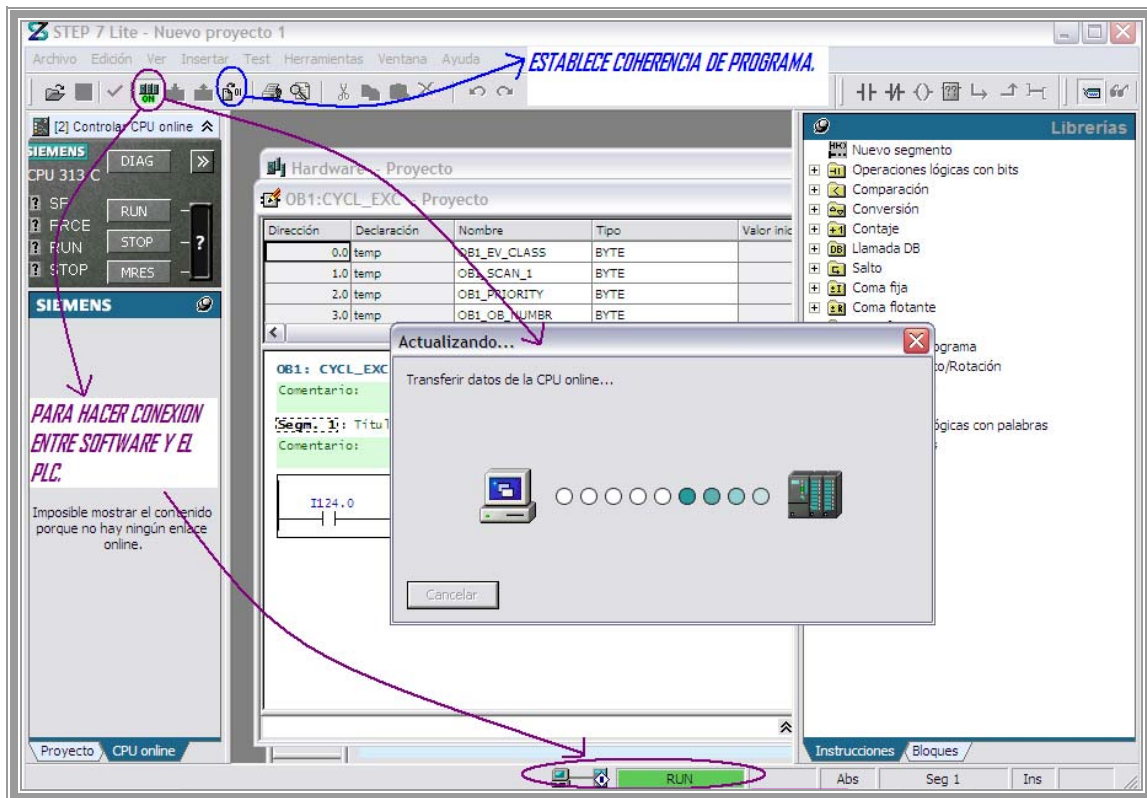 STEP 7 Lite - Nuevo proyecto 1
Archivo Edición Ver Insertar Test Herramientas Ventana Ayuda
ESTABLECE COHERENCIA DE PROGRAMA.
ON
[2] Controlar CPU online
SIEMENS
CPU 313 C
DIAG
SF
FRCE
RUN
STOP
RUN
STOP
MRES
?
SIEMENS
PARA HACER CONEXION
ENTRE SOFTWARE Y EL
PLC.
Imposible mostrar el contenido
porque no hay ningún enlace
online.
Proyecto CPU online
Hardware - Proyecto
OB1:CYCL_EXC - Proyecto
Dirección Declaración Nombre Tipo Valor inic
0.0 temp OB1_EV_CLASS BYTE
1.0 temp OB1_SCAN_1 BYTE
2.0 temp OB1_PRIORITY BYTE
3.0 temp OB1_OB_NUMBR BYTE
OB1: CYCL_EXC
Comentario:
Segm. 1: Títul
Comentario:
I124.0
Actualizando...
Transferir datos de la CPU online...
Cancelar
Librerías
Nuevo segmento
Operaciones lógicas con bits
Comparación
Conversión
Contaje
Llamada DB
Salto
Coma fija
Coma flotante
ograma
to/Rotación
ógicas con palabras
Instrucciones Bloques
RUN
Abs Seg 1 Ins